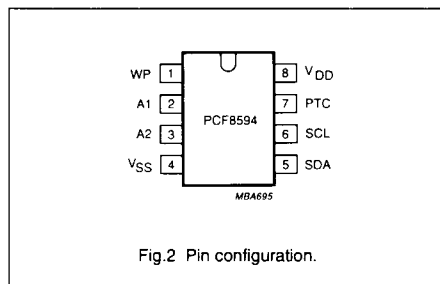 WP 1 8 VDD
A1 2 7 PTC
PCF8594
A2 3 6 SCL
VSS 4 5 SDA
MBA695
Fig.2 Pin configuration.